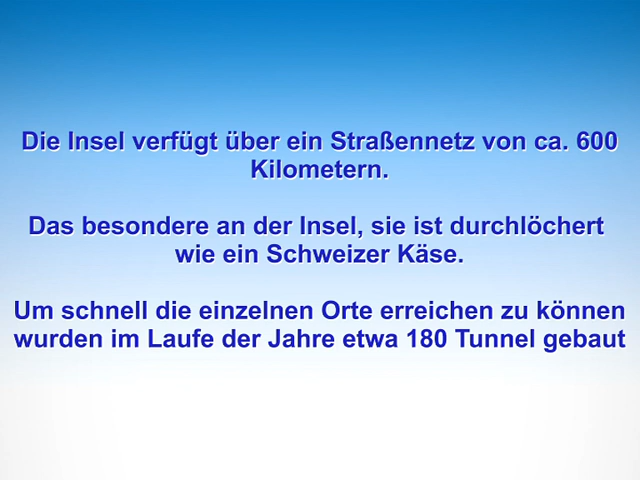 Die Insel verfügt über ein Straßennetz von ca. 600
Kilometern.
Das besondere an der Insel, sie ist durchlöchert
wie ein Schweizer Käse.
Um schnell die einzelnen Orte erreichen zu können
wurden im Laufe der Jahre etwa 180 Tunnel gebaut